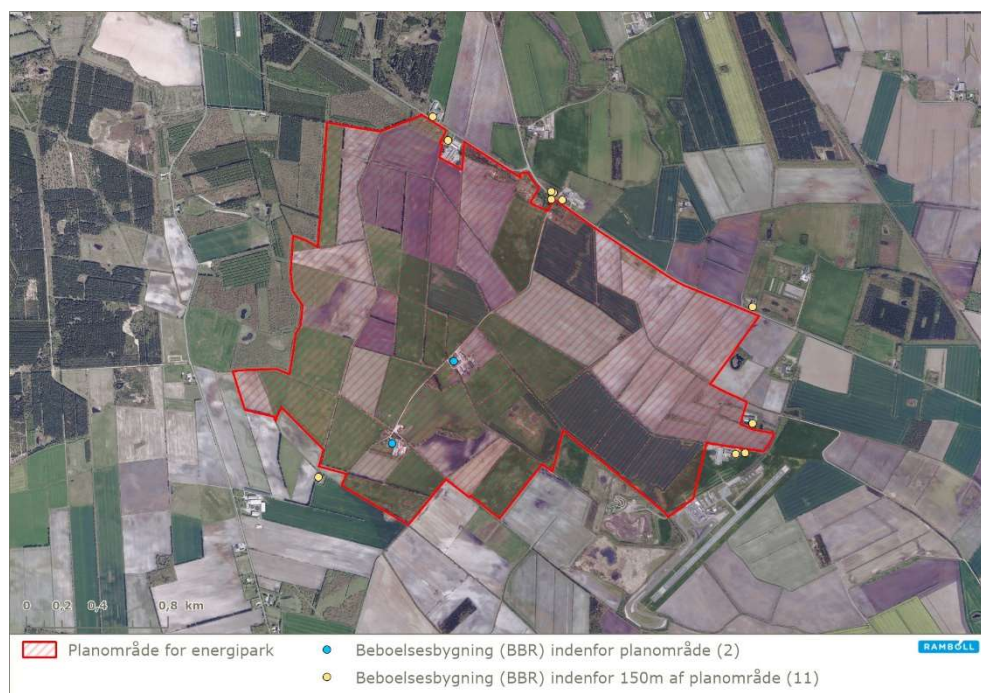 N
0 0,2 0,4 0,8 km
Planområde for energipark
Beboelsesbygning (BBR) indenfor planområde (2)
RAMBOLL
Beboelsesbygning (BBR) indenfor 150m af planområde (11)